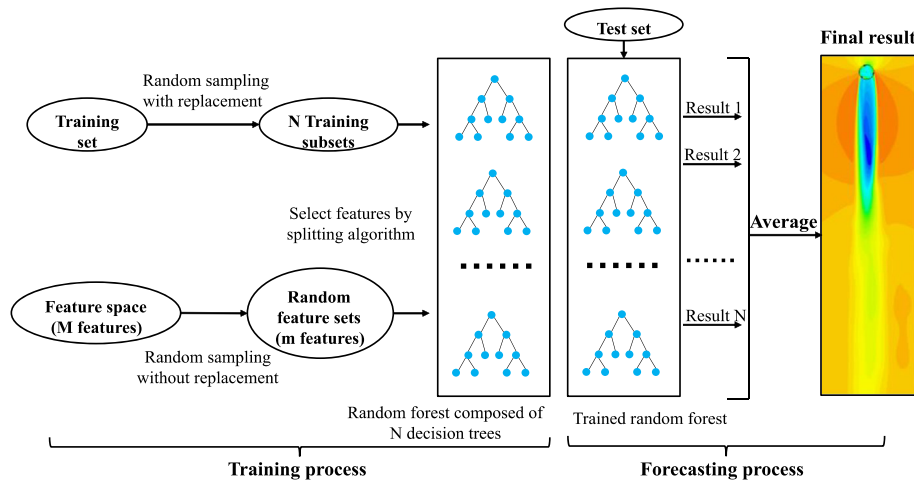 Test set
Final result
Random sampling
with replacement
Training
set
N Training
subsets
Result 1
Result 2
Select features by
splitting algorithm
Average
Feature space
(M features)
Random
feature sets
(m features)
Result N
Random sampling
without replacement
Random forest composed of
N decision trees
Trained random forest
Training process
Forecasting process